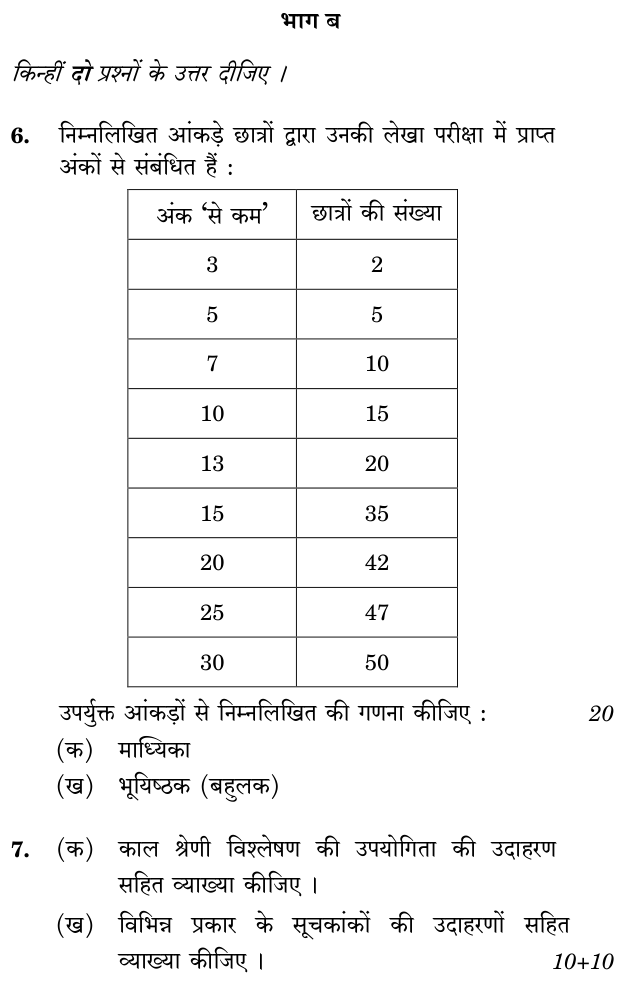 भाग ब
किन्हीं दो प्रश्नों के उत्तर दीजिए ।
6. निम्नलिखित आंकड़े छात्रों द्वारा उनकी लेखा परीक्षा में प्राप्त
अंकों से संबंधित हैं :
अंक ‘से कम’ छात्रों की संख्या
3 2
5 5
7 10
10 15
13 20
15 35
20 42
25 47
30 50
उपर्युक्त आंकड़ों से निम्नलिखित की गणना कीजिए : 20
(क) माध्यिका
(ख) भूयिष्ठक (बहुलक)
7. (क) काल श्रेणी विश्लेषण की उपयोगिता की उदाहरण
सहित व्याख्या कीजिए ।
(ख) विभिन्न प्रकार के सूचकांकों की उदाहरणों सहित
व्याख्या कीजिए । 10+10